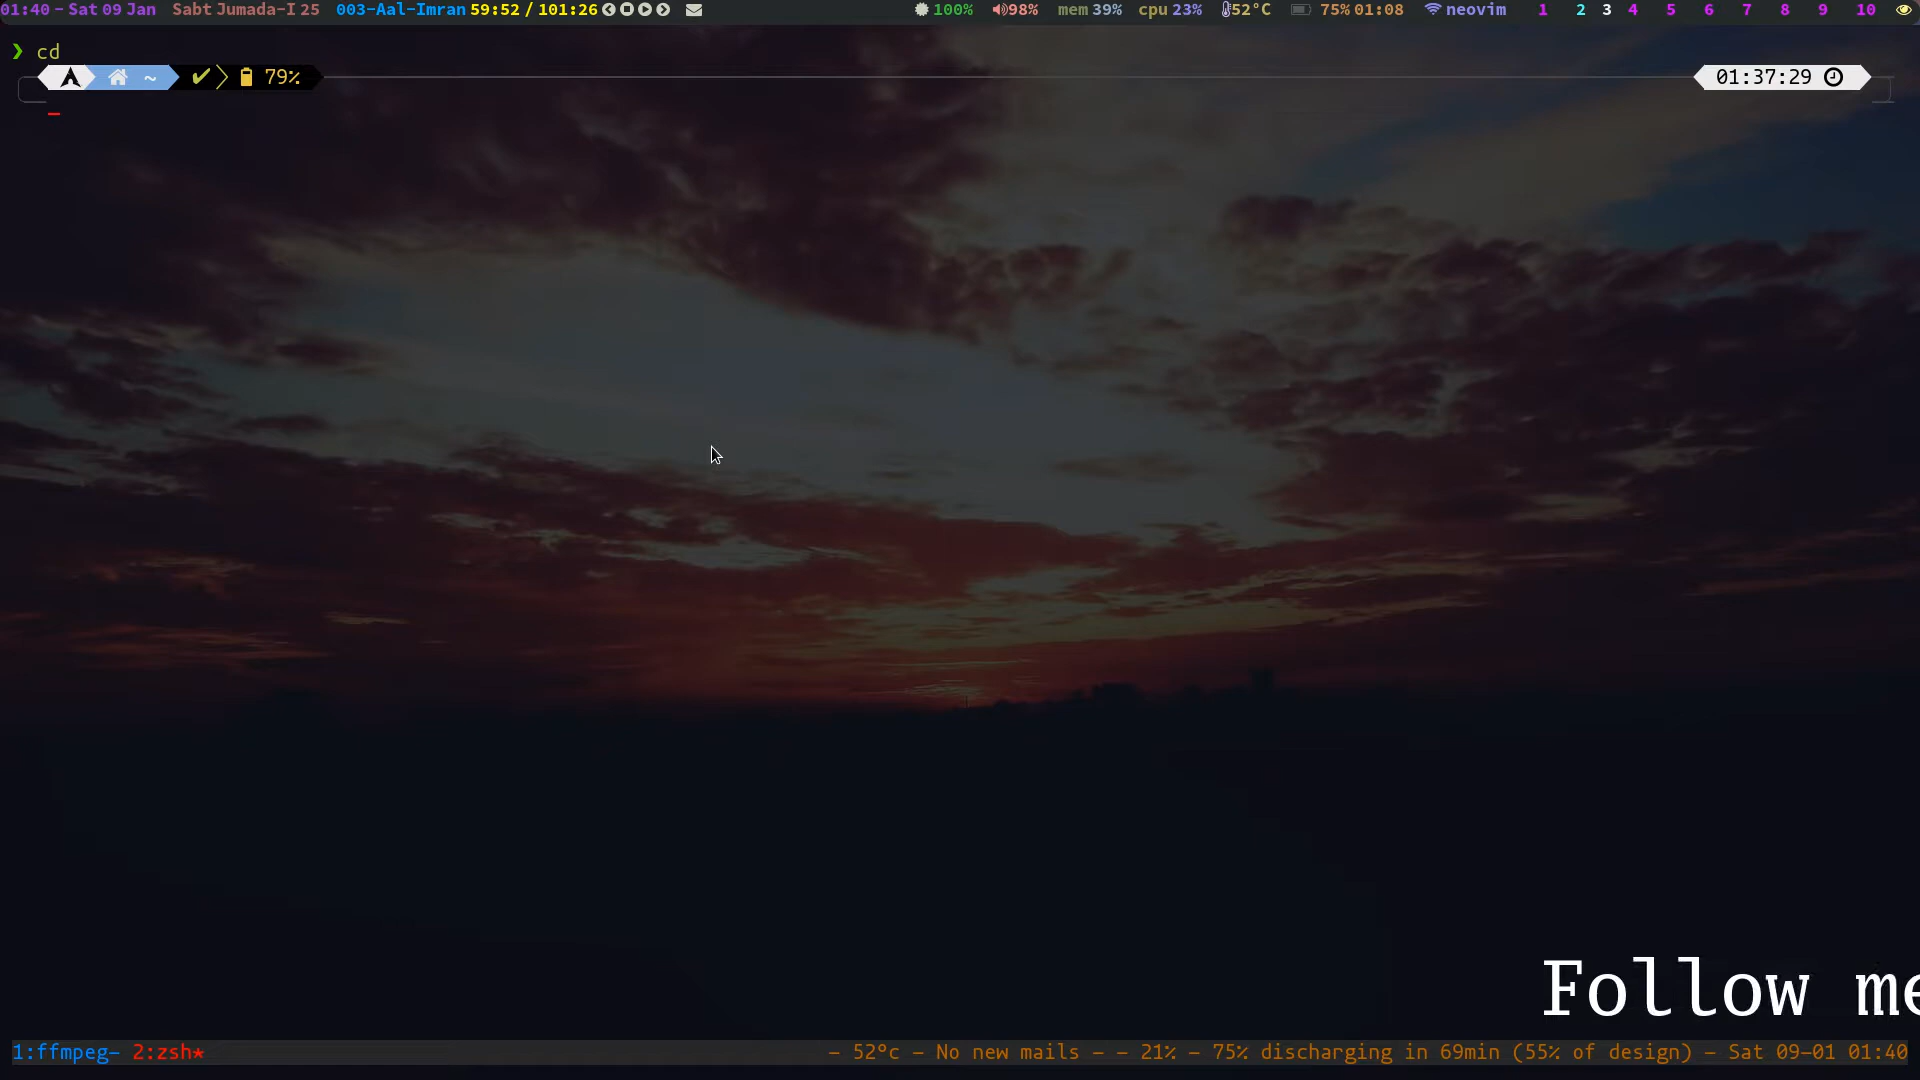 01:40 - Sat 09 Jan Sabt Jumada-I 25 003-Aal-Imran 59:52 / 101:26 100% 98% mem 39% cpu 23% 52°C 75% 01:08 neovim 1 2 3 4 5 6 7 8 9 10
❯ cd
~ ✔ 79% 01:37:29
Follow me
1:ffmpeg- 2:zsh* - 52°c - No new mails - - 21% - 75% discharging in 69min (55% of design) - Sat 09-01 01:40